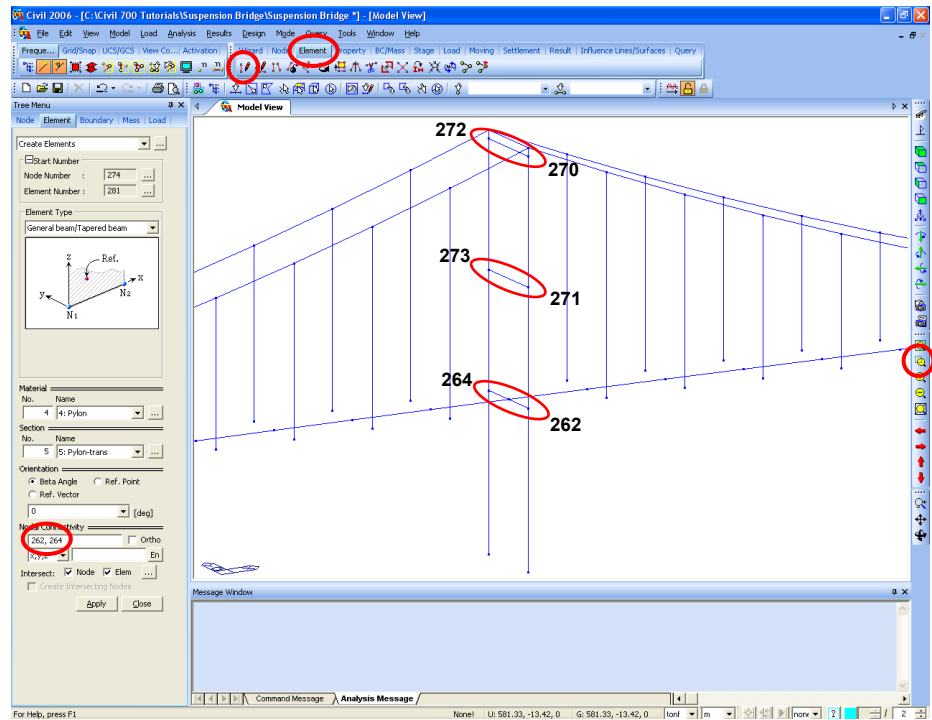 Civil 2006 - [C:\Civil 700 Tutorials\Suspension Bridge\Suspension Bridge *] - [Model View]
File Edit View Model Load Analysis Results Design Mode Query Tools Window Help
Freque... Grid/Snap UCS/GCS View Co... Activation Wizard Node Element Property BC/Mass Stage Load Moving Settlement Result Influence Lines/Surfaces Query
Tree Menu
Node Element Boundary Mass Load
Create Elements
Start Number
Node Number : 274 ...
Element Number : 281 ...
Element Type
General beam/Tapered beam
z Ref. x
y N1 N2
Material
No. Name
4 4: Pylon ...
Section
No. Name
5 5: Pylon-trans ...
Orientation
Beta Angle Ref. Point
Ref. Vector
0 [deg]
Nodal Connectivity
262, 264 Ortho
x,y,z En
Intersect: Node Elem ...
Create Intersecting Nodes
Apply Close
Model View
272
270
273
271
264
262
Message Window
Command Message Analysis Message
For Help, press F1 None! U: 581.33, -13.42, 0 G: 581.33, -13.42, 0 tonf m none ? / 2